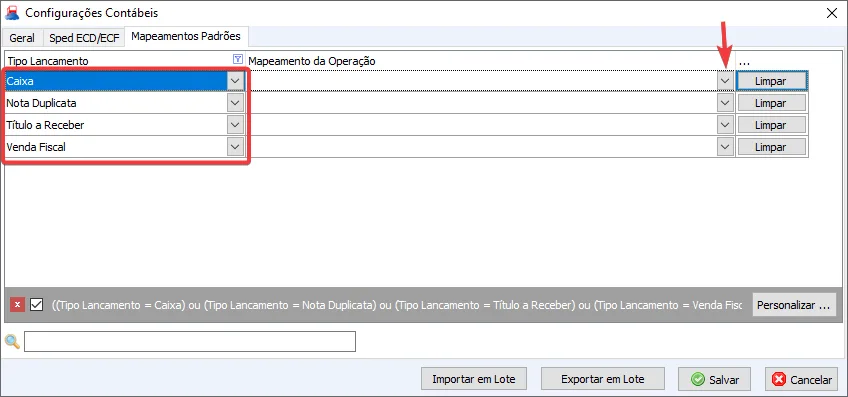 Configurações Contábeis
Geral Sped ECD/ECF Mapeamentos Padrões
Tipo Lancamento Mapeamento da Operação ...
Caixa Limpar
Nota Duplicata Limpar
Título a Receber Limpar
Venda Fiscal Limpar
x ((Tipo Lancamento = Caixa) ou (Tipo Lancamento = Nota Duplicata) ou (Tipo Lancamento = Título a Receber) ou (Tipo Lancamento = Venda Fisc Personalizar ...
Importar em Lote Exportar em Lote Salvar Cancelar